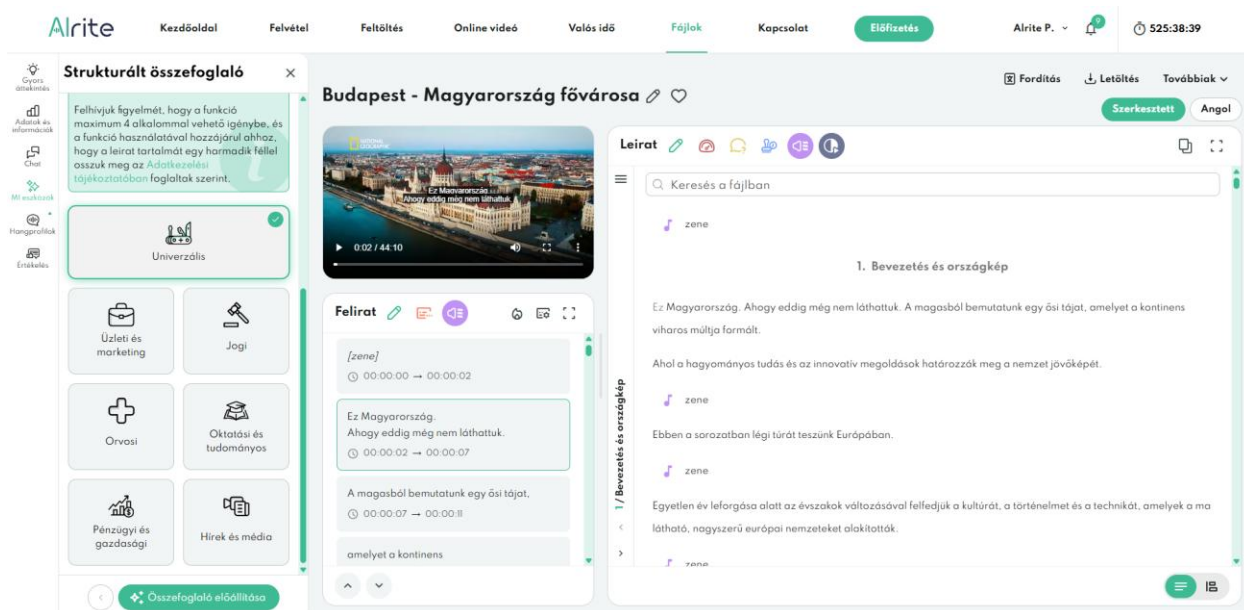 Alrite
Kezdőoldal
Felvétel
Feltöltés
Online videó
Valós idő
Fájlok
Kapcsolat
Előfizetés
Alrite P.
9
525:38:39
Gyors
áttekintés
Adatok és
információk
Chat
MI eszközök
Hangprofilok
Értékelés
Strukturált összefoglaló
Felhívjuk figyelmét, hogy a funkció
maximum 4 alkalommal vehető igénybe, és
a funkció használatával hozzájárul ahhoz,
hogy a leirat tartalmát egy harmadik féllel
osszuk meg az Adatkezelési
tájékoztatóban foglaltak szerint.
Univerzális
Üzleti és
marketing
Jogi
Orvosi
Oktatási és
tudományos
Pénzügyi és
gazdasági
Hírek és média
Összefoglaló előállítása
Budapest - Magyarország fővárosa
Fordítás
Letöltés
Továbbiak
Szerkesztett
Angol
NATIONAL
GEOGRAPHIC
Ez Magyarország.
Ahogy eddig még nem láthattuk.
0:02 / 44:10
Felirat
[zene]
00:00:00 → 00:00:02
Ez Magyarország.
Ahogy eddig még nem láthattuk.
00:00:02 → 00:00:07
A magasból bemutatunk egy ősi tájat,
00:00:07 → 00:00:11
amelyet a kontinens
Leirat
Keresés a fájlban
1 / Bevezetés és országkép
zene
1. Bevezetés és országkép
Ez Magyarország. Ahogy eddig még nem láthattuk. A magasból bemutatunk egy ősi tájat, amelyet a kontinens
viharos múltja formált.
Ahol a hagyományos tudás és az innovatív megoldások határozzák meg a nemzet jövőképét.
zene
Ebben a sorozatban légi túrát teszünk Európában.
zene
Egyetlen év leforgása alatt az évszakok változásával felfedjük a kultúrát, a történelmet és a technikát, amelyek a ma
látható, nagyszerű európai nemzeteket alakították.
zene